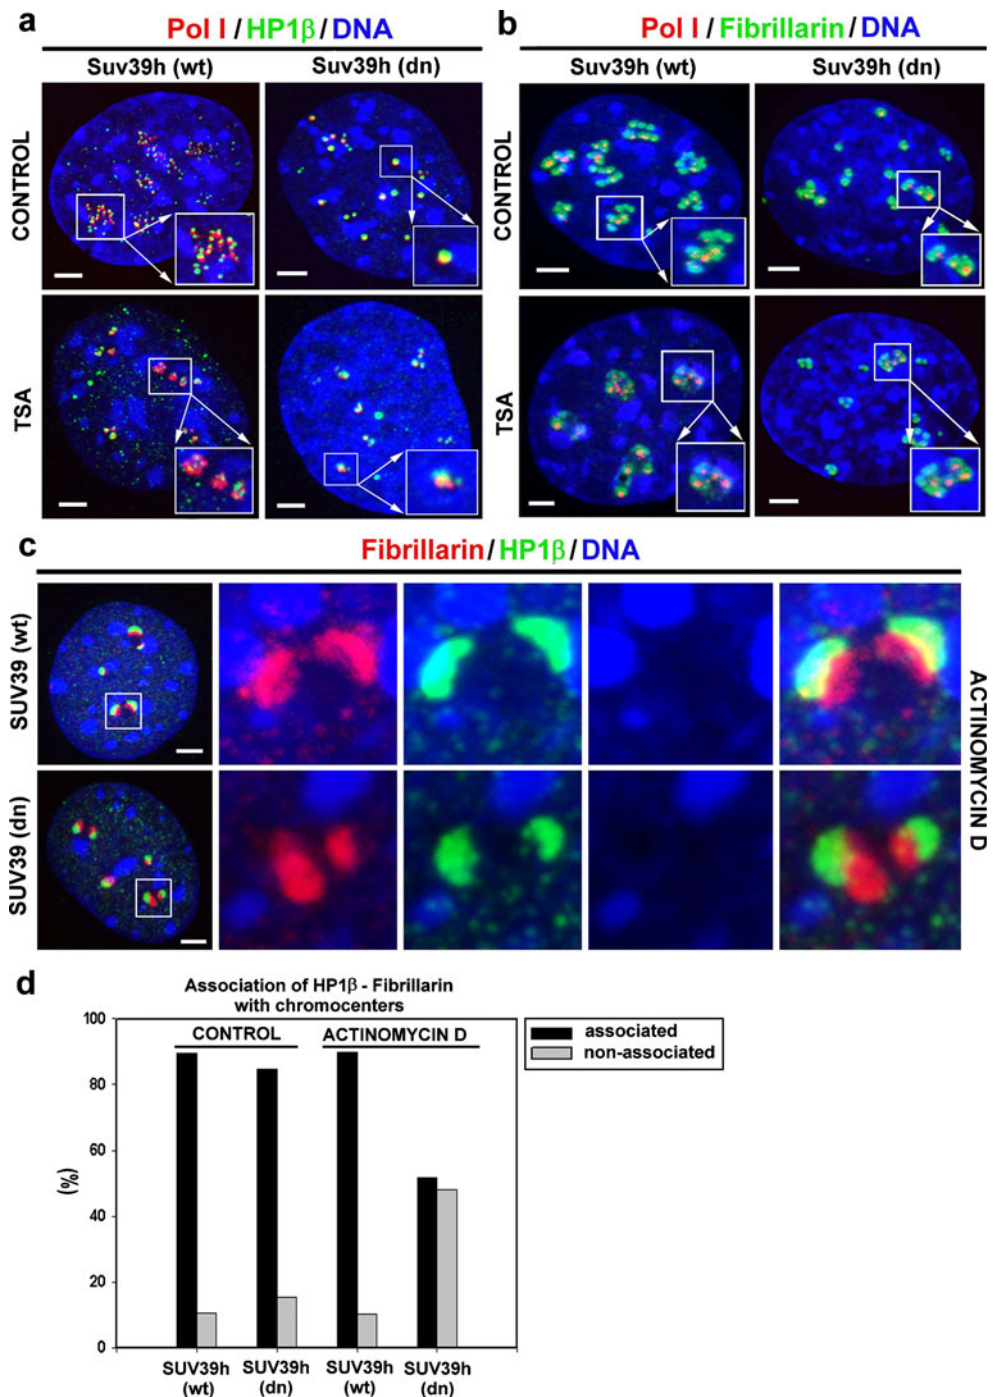 a
Pol I / HP1β / DNA
Suv39h (wt)
Suv39h (dn)
CONTROL
TSA
b
Pol I / Fibrillarin / DNA
Suv39h (wt)
Suv39h (dn)
CONTROL
TSA
c
Fibrillarin / HP1β / DNA
SUV39 (wt)
SUV39 (dn)
ACTINOMYCIN D
d
Association of HP1β - Fibrillarin
with chromocenters
CONTROL
ACTINOMYCIN D
associated
non-associated
(%)
100
80
60
40
20
0
SUV39h
(wt)
SUV39h
(dn)
SUV39h
(wt)
SUV39h
(dn)